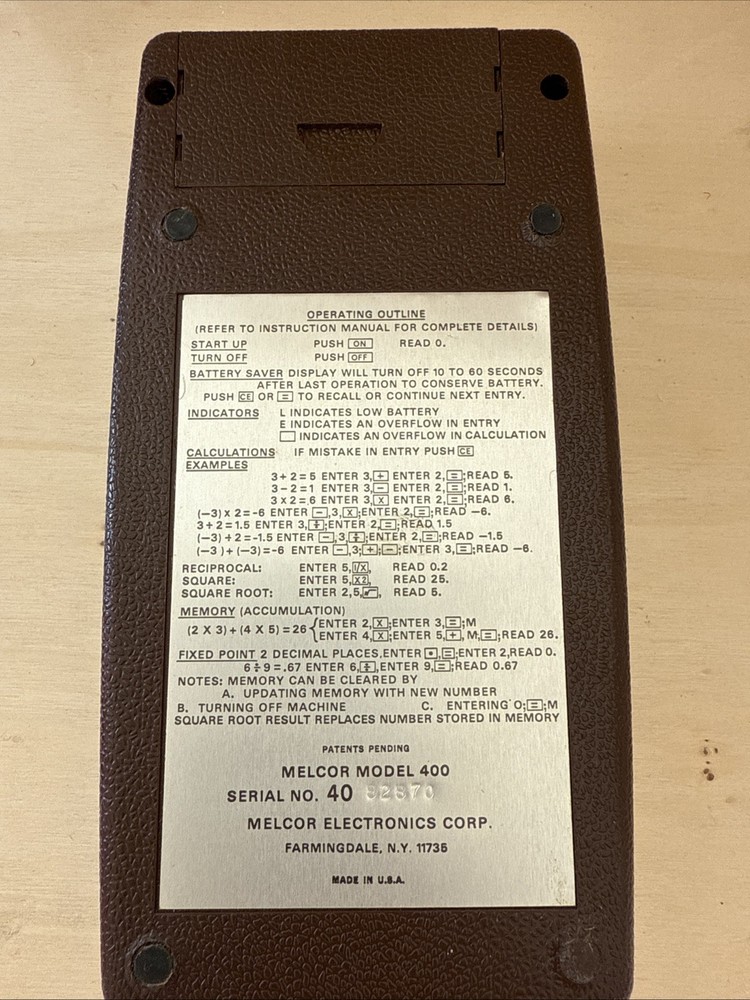 OPERATING OUTLINE
(REFER TO INSTRUCTION MANUAL FOR COMPLETE DETAILS)
START UP PUSH ON READ 0.
TURN OFF PUSH OFF
BATTERY SAVER DISPLAY WILL TURN OFF 10 TO 60 SECONDS
AFTER LAST OPERATION TO CONSERVE BATTERY.
PUSH CE OR = TO RECALL OR CONTINUE NEXT ENTRY.
INDICATORS L INDICATES LOW BATTERY
E INDICATES AN OVERFLOW IN ENTRY
□ INDICATES AN OVERFLOW IN CALCULATION
CALCULATIONS IF MISTAKE IN ENTRY PUSH CE
EXAMPLES
3+2=5 ENTER 3,+ ENTER 2,=;READ 5.
3-2=1 ENTER 3,- ENTER 2,=;READ 1.
3x2=6 ENTER 3,X ENTER 2,=;READ 6.
(-3)x2=-6 ENTER -,3,X;ENTER 2,=;READ -6.
3+2=1.5 ENTER 3,÷;ENTER 2,=;READ 1.5
(-3)+2=-1.5 ENTER -,3,÷;ENTER 2,=;READ -1.5
(-3)+(-3)=-6 ENTER -,3;+;-;ENTER 3,=;READ -6.
RECIPROCAL: ENTER 5,1/X, READ 0.2
SQUARE: ENTER 5,X2, READ 25.
SQUARE ROOT: ENTER 2,5,√, READ 5.
MEMORY (ACCUMULATION)
(2 X 3)+(4 X 5)=26 { ENTER 2,X;ENTER 3,=;M
ENTER 4,X;ENTER 5,+,M,=;READ 26.
FIXED POINT 2 DECIMAL PLACES,ENTER •,=;ENTER 2,READ 0.
6÷9=.67 ENTER 6,÷,ENTER 9,=;READ 0.67
NOTES: MEMORY CAN BE CLEARED BY
A. UPDATING MEMORY WITH NEW NUMBER
B. TURNING OFF MACHINE C. ENTERING O;=;M
SQUARE ROOT RESULT REPLACES NUMBER STORED IN MEMORY
PATENTS PENDING
MELCOR MODEL 400
SERIAL NO. 40 52870
MELCOR ELECTRONICS CORP.
FARMINGDALE, N.Y. 11735
MADE IN U.S.A.